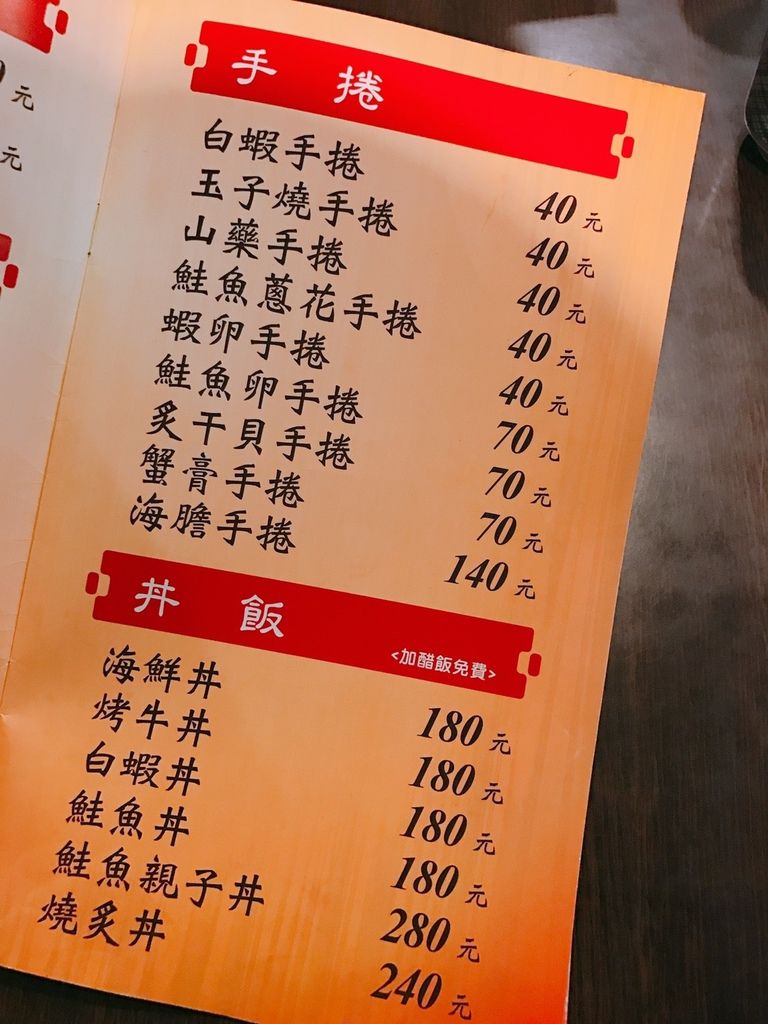 0元
元
手捲
白蝦手捲 40元
玉子燒手捲 40元
山藥手捲 40元
鮭魚蔥花手捲 40元
蝦卵手捲 40元
鮭魚卵手捲 70元
炙干貝手捲 70元
蟹膏手捲 70元
海膽手捲 140元
丼飯 <加醋飯免費>
海鮮丼 180元
烤牛丼 180元
白蝦丼 180元
鮭魚丼 180元
鮭魚親子丼 280元
燒炙丼 240元